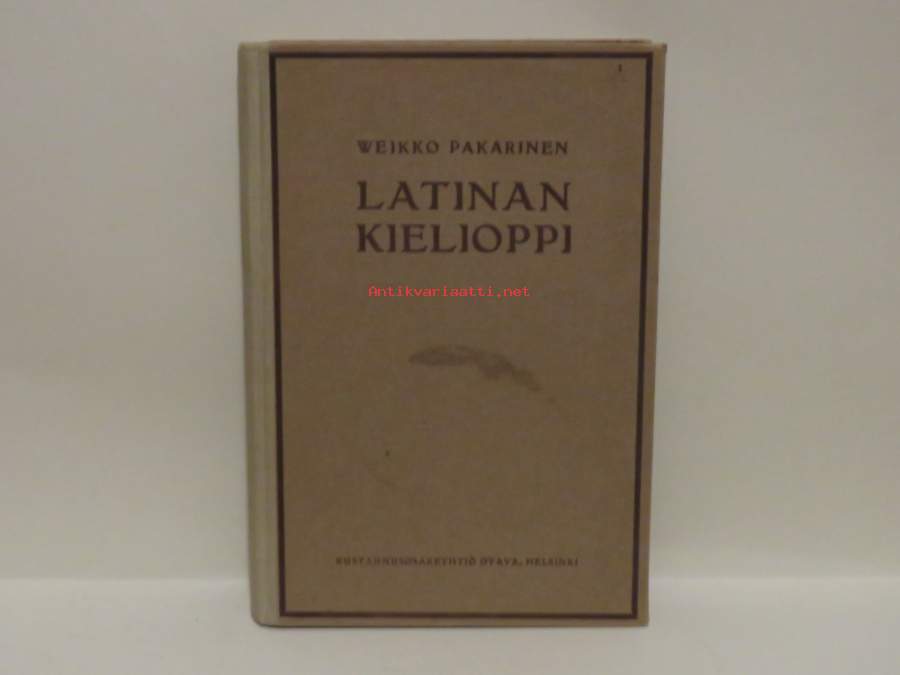 WEIKKO PAKARINEN
LATINAN
KIELIOPPI
Antikvariaatti.net
KUSTANNUSOSAKEYHTIÖ OTAVA, HELSINKI